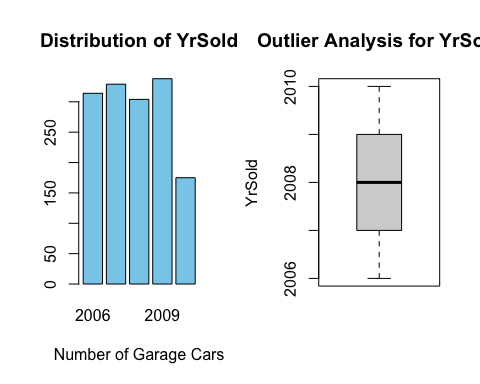 Distribution of YrSold
250
150
50
0
2006
2009
Number of Garage Cars
Outlier Analysis for YrSo
YrSold
2010
2008
2006